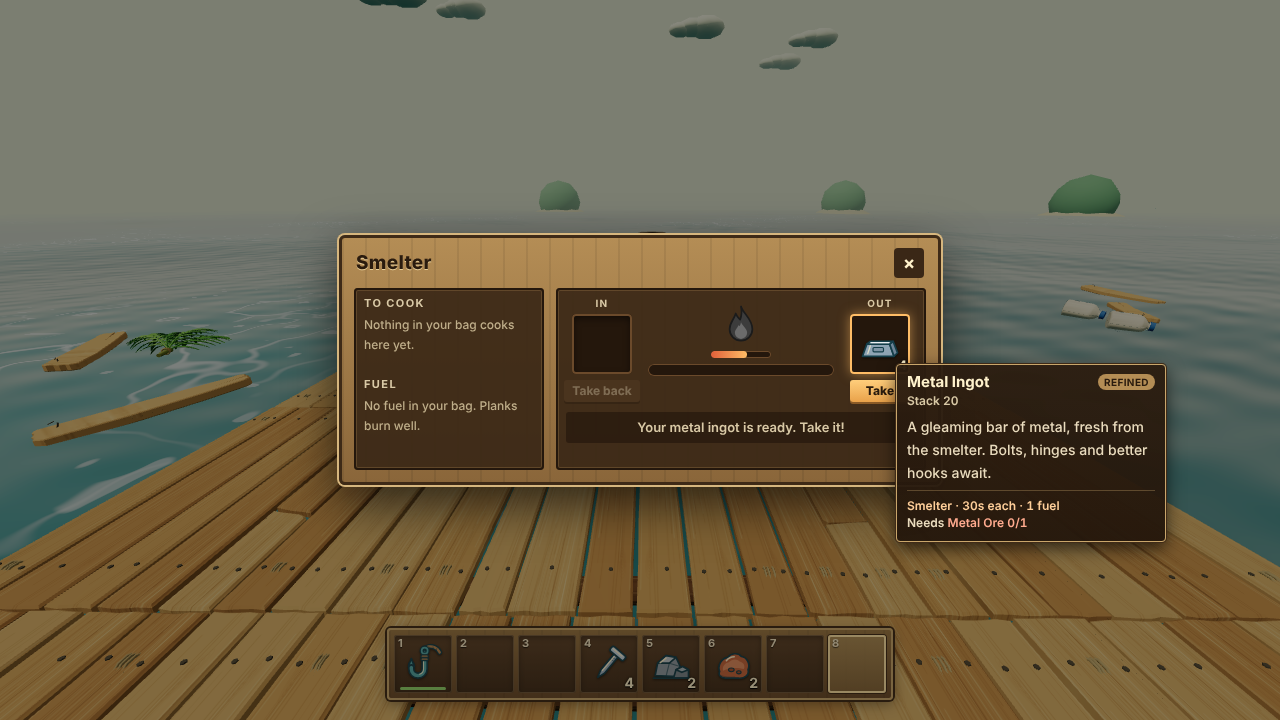 Smelter
×
TO COOK
Nothing in your bag cooks
here yet.
FUEL
No fuel in your bag. Planks
burn well.
IN
Take back
OUT
Take
Your metal ingot is ready. Take it!
Metal Ingot
REFINED
Stack 20
A gleaming bar of metal, fresh from
the smelter. Bolts, hinges and better
hooks await.
Smelter · 30s each · 1 fuel
Needs Metal Ore 0/1
1
2
3
4
4
5
2
6
2
7
8